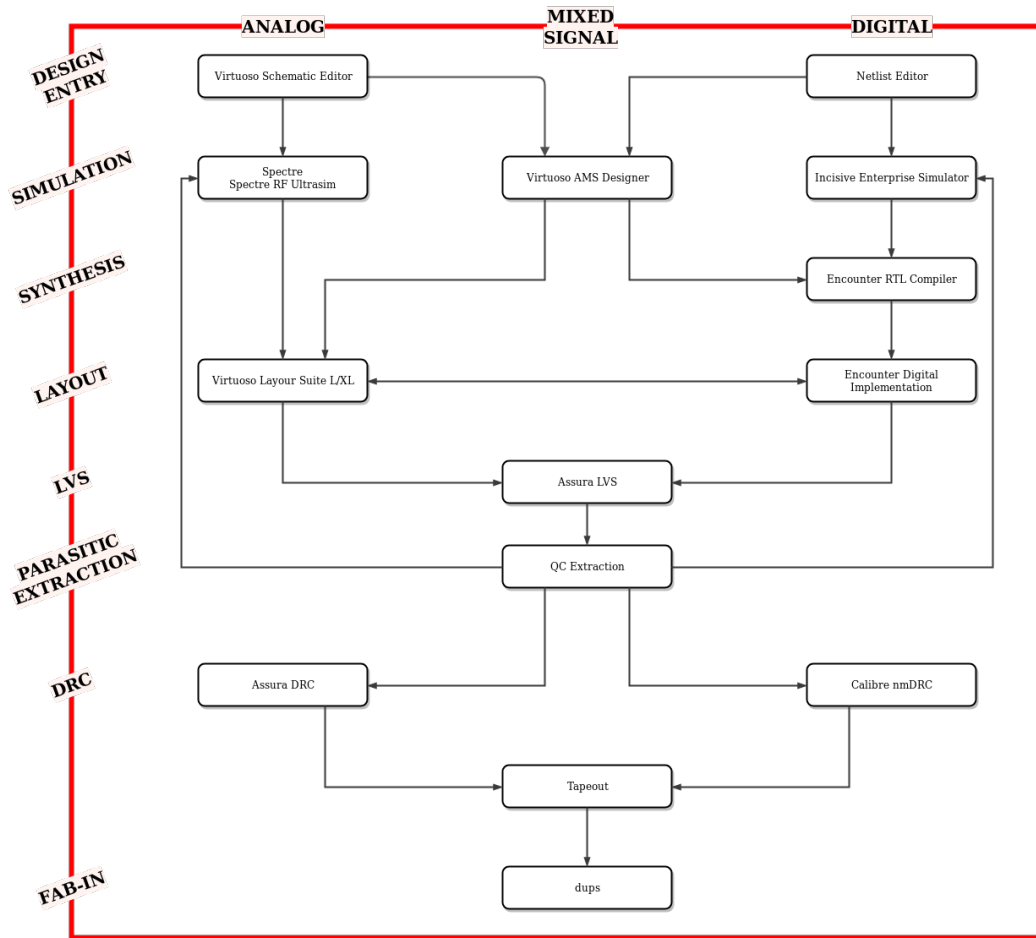 ANALOG
MIXED
SIGNAL
DIGITAL
DESIGN
ENTRY
Virtuoso Schematic Editor
Netlist Editor
SIMULATION
Spectre
Spectre RF Ultrasim
Virtuoso AMS Designer
Incisive Enterprise Simulator
SYNTHESIS
Encounter RTL Compiler
LAYOUT
Virtuoso Layour Suite L/XL
Encounter Digital
Implementation
LVS
Assura LVS
PARASITIC
EXTRACTION
QC Extraction
DRC
Assura DRC
Calibre nmDRC
Tapeout
FAB-IN
dups